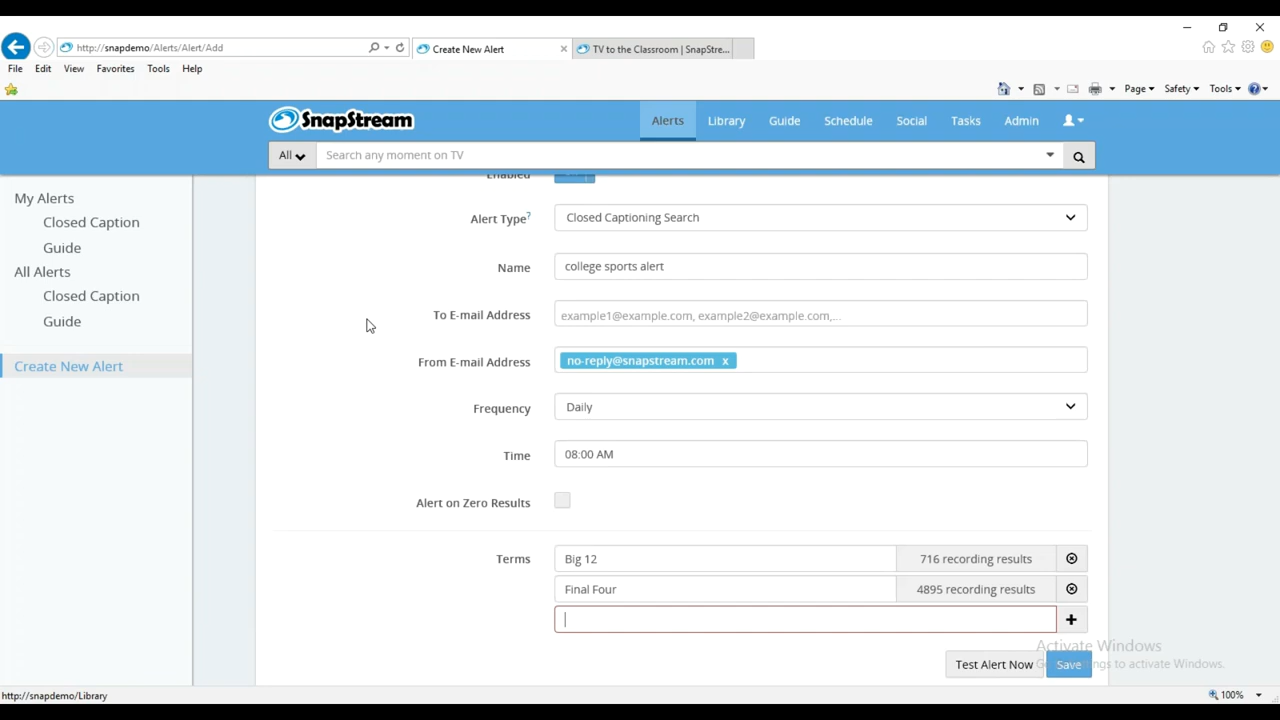 http://snapdemo/Alerts/Alert/Add
Create New Alert
TV to the Classroom | SnapStre...
File Edit View Favorites Tools Help
Page Safety Tools
SnapStream
Alerts Library Guide Schedule Social Tasks Admin
All Search any moment on TV
My Alerts
Closed Caption
Guide
All Alerts
Closed Caption
Guide
Create New Alert
Enabled
Alert Type? Closed Captioning Search
Name college sports alert
To E-mail Address example1@example.com, example2@example.com,...
From E-mail Address no-reply@snapstream.com x
Frequency Daily
Time 08:00 AM
Alert on Zero Results
Terms Big 12 716 recording results
Final Four 4895 recording results
Activate Windows
Test Alert Now Save
ngs to activate Windows.
http://snapdemo/Library
100%